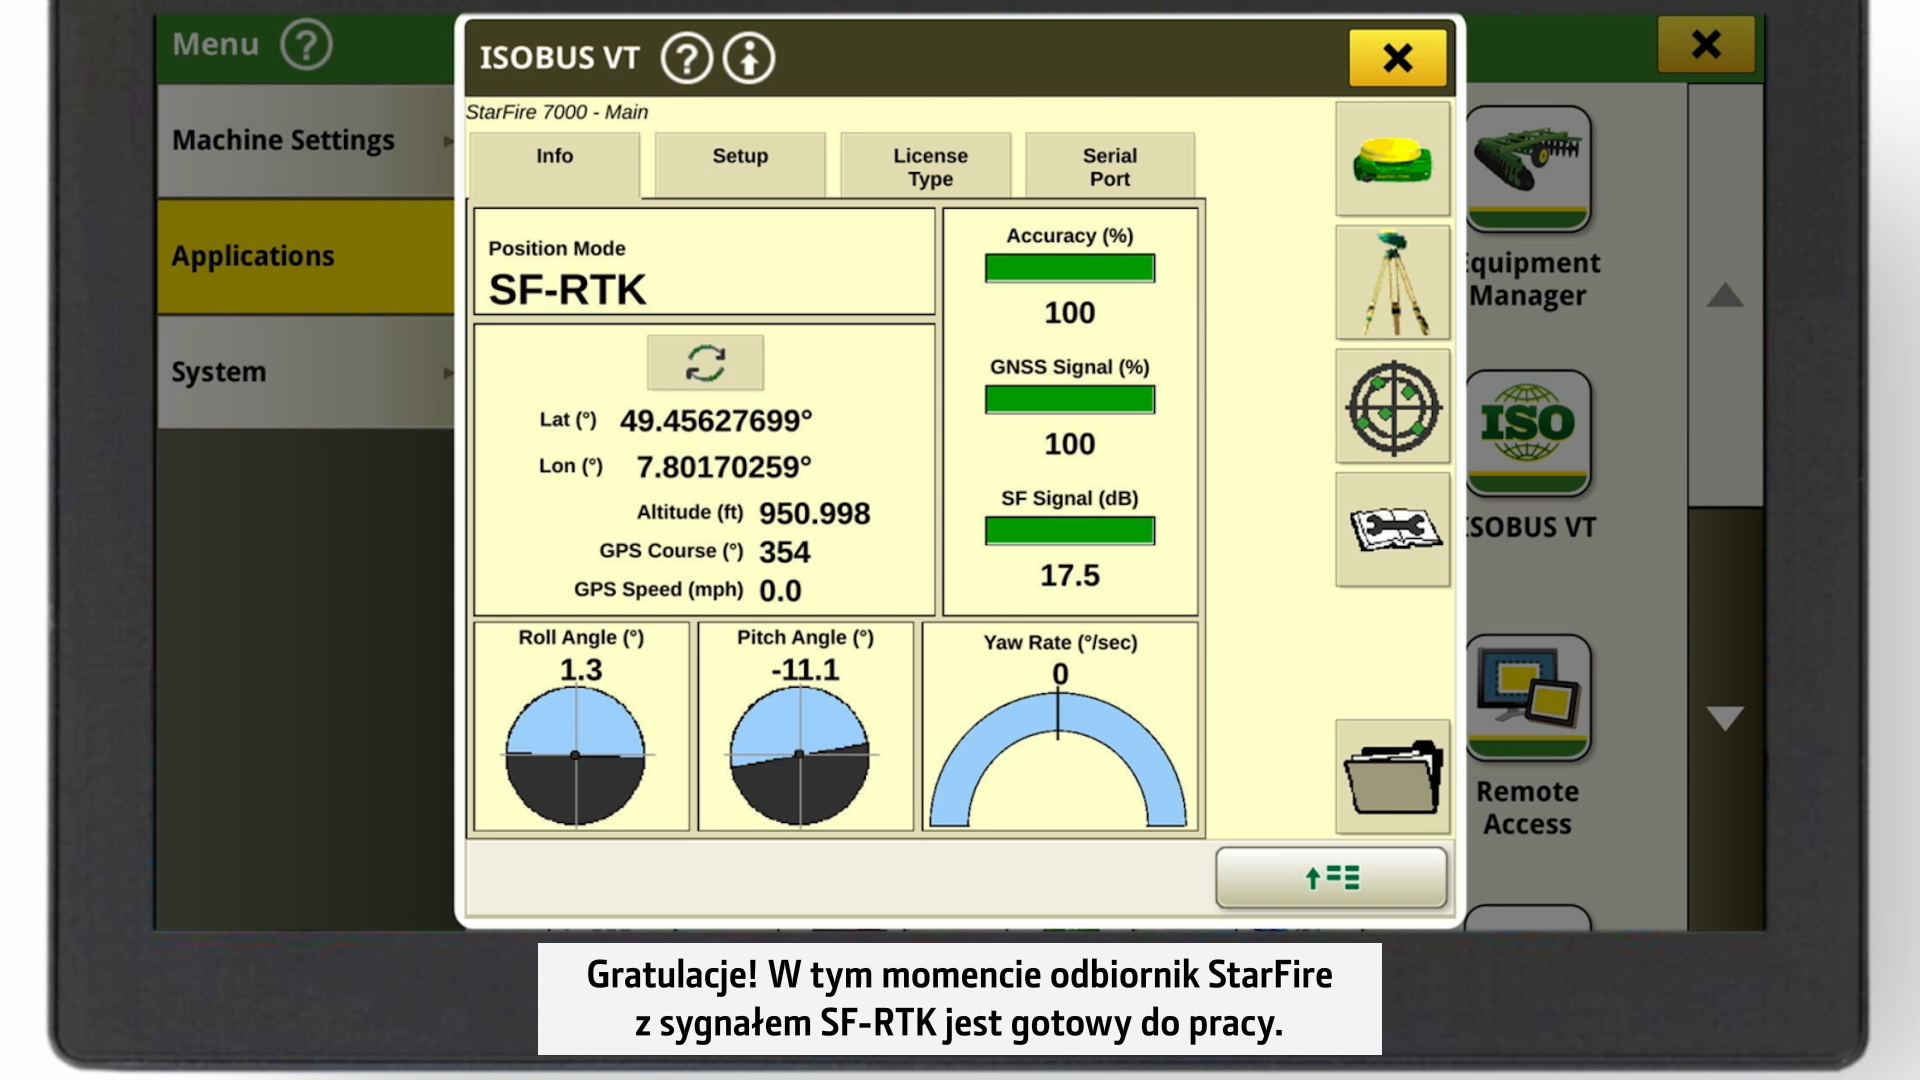 Menu ?
Machine Settings
Applications
System
ISOBUS VT ?
StarFire 7000 - Main
Info
Setup
License
Type
Serial
Port
Position Mode
SF-RTK
Lat (°) 49.45627699°
Lon (°) 7.80170259°
Altitude (ft) 950.998
GPS Course (°) 354
GPS Speed (mph) 0.0
Accuracy (%)
100
GNSS Signal (%)
100
SF Signal (dB)
17.5
Roll Angle (°)
1.3
Pitch Angle (°)
-11.1
Yaw Rate (°/sec)
0
quipment
Manager
ISO
SOBUS VT
Remote
Access
Gratulacje! W tym momencie odbiornik StarFire
z sygnałem SF-RTK jest gotowy do pracy.